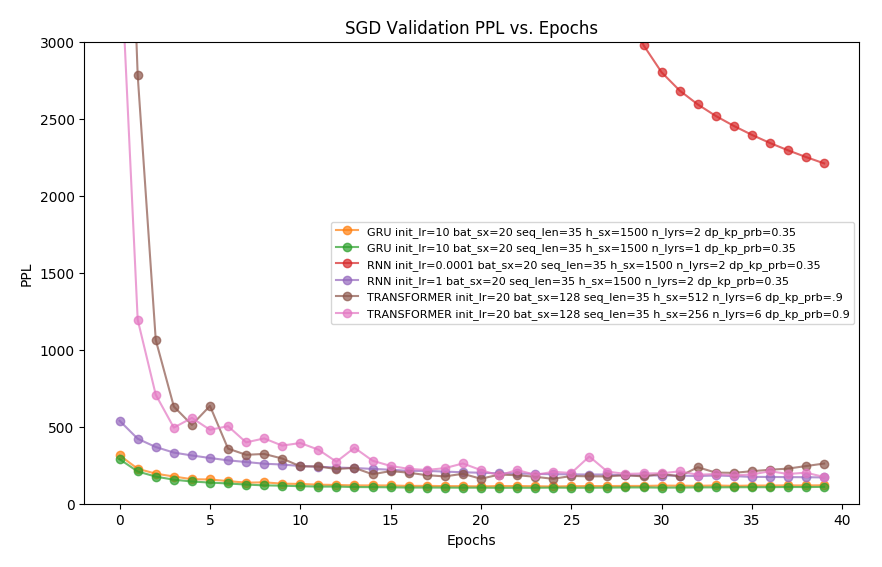 SGD Validation PPL vs. Epochs
3000
2500
2000
1500
1000
500
0
PPL
GRU init_lr=10 bat_sx=20 seq_len=35 h_sx=1500 n_lyrs=2 dp_kp_prb=0.35
GRU init_lr=10 bat_sx=20 seq_len=35 h_sx=1500 n_lyrs=1 dp_kp_prb=0.35
RNN init_lr=0.0001 bat_sx=20 seq_len=35 h_sx=1500 n_lyrs=2 dp_kp_prb=0.35
RNN init_lr=1 bat_sx=20 seq_len=35 h_sx=1500 n_lyrs=2 dp_kp_prb=0.35
TRANSFORMER init_lr=20 bat_sx=128 seq_len=35 h_sx=512 n_lyrs=6 dp_kp_prb=.9
TRANSFORMER init_lr=20 bat_sx=128 seq_len=35 h_sx=256 n_lyrs=6 dp_kp_prb=0.9
0 5 10 15 20 25 30 35 40
Epochs